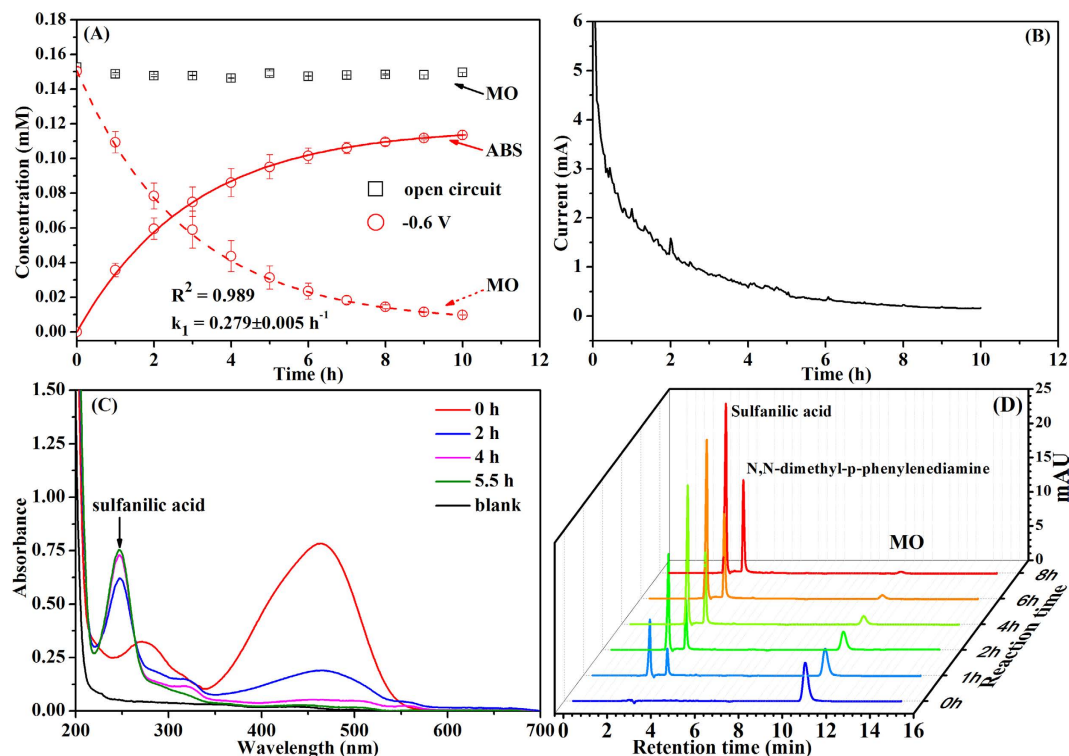 (A)
0.18
0.16
0.14
0.12
0.10
0.08
0.06
0.04
0.02
0.00
Concentration (mM)
MO
ABS
open circuit
-0.6 V
MO
R² = 0.989
k₁ = 0.279±0.005 h⁻¹
0 2 4 6 8 10 12
Time (h)
(B)
6
5
4
3
2
1
0
Current (mA)
0 2 4 6 8 10 12
Time (h)
(C)
1.50
1.25
1.00
0.75
0.50
0.25
0.00
Absorbance
0 h
2 h
4 h
5.5 h
blank
sulfanilic acid
200 300 400 500 600 700
Wavelength (nm)
(D)
Sulfanilic acid
N,N-dimethyl-p-phenylenediamine
MO
25
20
15
10
5
0
mAU
8h
6h
4h
2h
1h
0h
Reaction time
0 2 4 6 8 10 12 14 16
Retention time (min)